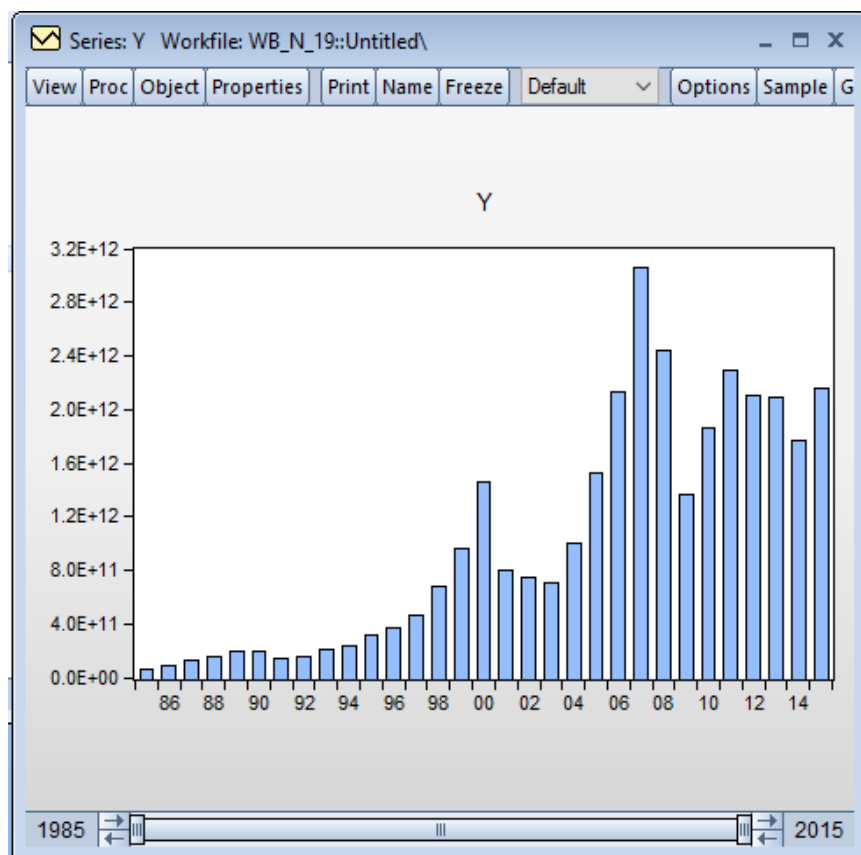 Series: Y Workfile: WB_N_19::Untitled\
View Proc Object Properties Print Name Freeze Default Options Sample G
Y
3.2E+12
2.8E+12
2.4E+12
2.0E+12
1.6E+12
1.2E+12
8.0E+11
4.0E+11
0.0E+00
86 88 90 92 94 96 98 00 02 04 06 08 10 12 14
1985 2015